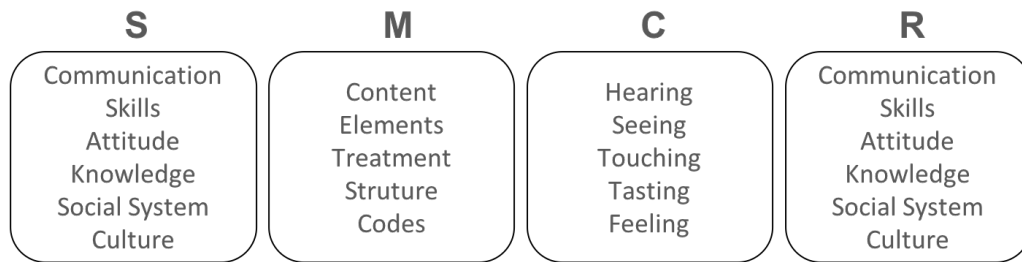 S
Communication
Skills
Attitude
Knowledge
Social System
Culture
M
Content
Elements
Treatment
Struture
Codes
C
Hearing
Seeing
Touching
Tasting
Feeling
R
Communication
Skills
Attitude
Knowledge
Social System
Culture